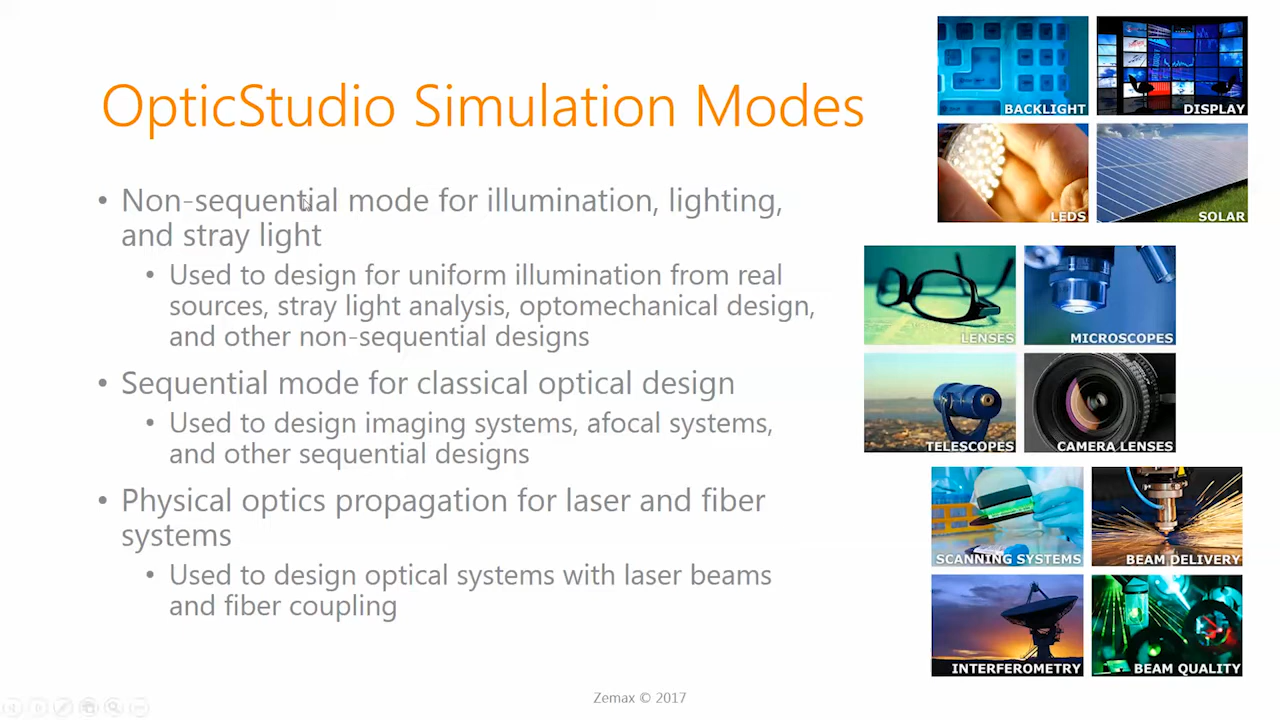 OpticStudio Simulation Modes
• Non-sequential mode for illumination, lighting,
and stray light
• Used to design for uniform illumination from real
sources, stray light analysis, optomechanical design,
and other non-sequential designs
• Sequential mode for classical optical design
• Used to design imaging systems, afocal systems,
and other sequential designs
• Physical optics propagation for laser and fiber
systems
• Used to design optical systems with laser beams
and fiber coupling
BACKLIGHT
DISPLAY
LEDS
SOLAR
LENSES
MICROSCOPES
TELESCOPES
CAMERA LENSES
SCANNING SYSTEMS
BEAM DELIVERY
INTERFEROMETRY
BEAM QUALITY
Zemax © 2017